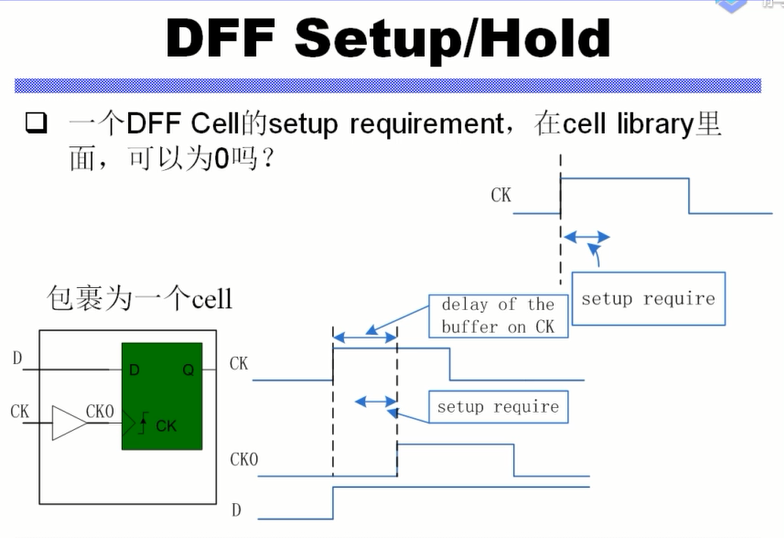 DFF Setup/Hold
一个DFF Cell的setup requirement，在cell library里
面，可以为0吗？
CK
setup require
包裹为一个cell
delay of the
buffer on CK
D
D
Q
CK
CK
CK0
CK
setup require
CK0
D